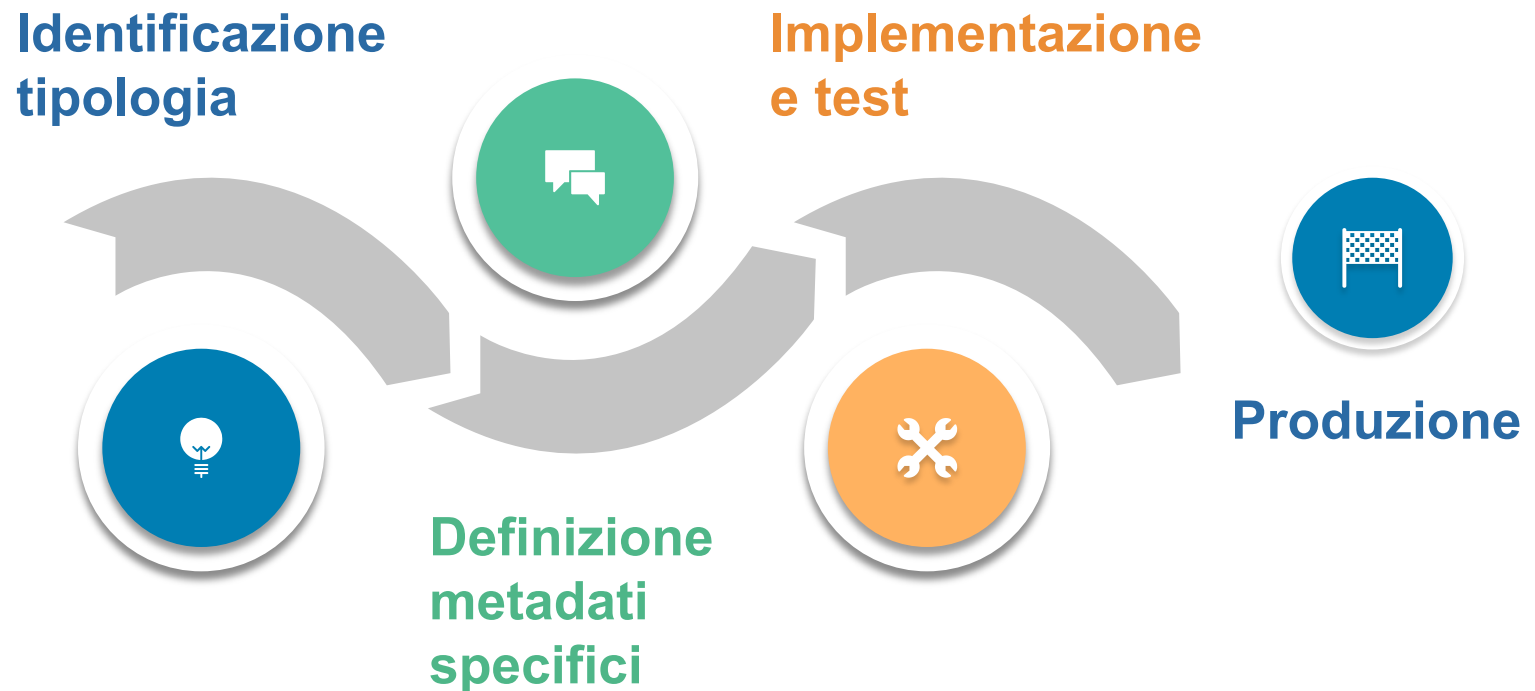 Identificazione
tipologia
Definizione
metadati
specifici
Implementazione
e test
Produzione